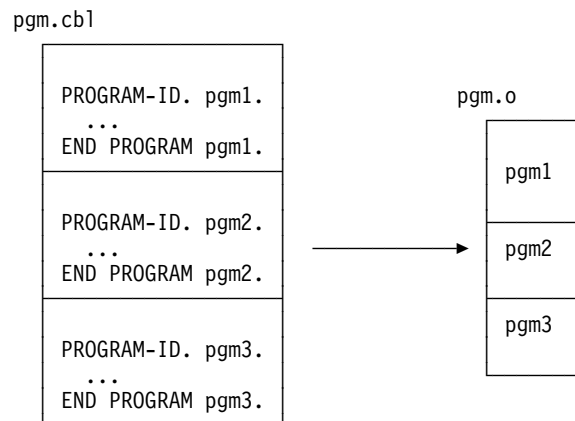 pgm.cbl
PROGRAM-ID. pgm1.
...
END PROGRAM pgm1.
PROGRAM-ID. pgm2.
...
END PROGRAM pgm2.
PROGRAM-ID. pgm3.
...
END PROGRAM pgm3.
pgm.o
pgm1
pgm2
pgm3